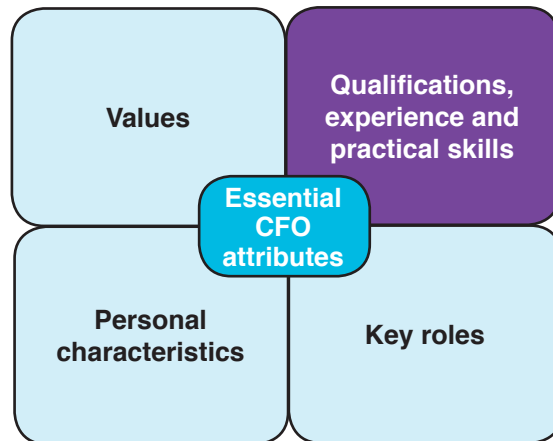 Values
Qualifications,
experience and
practical skills
Essential
CFO
attributes
Personal
characteristics
Key roles